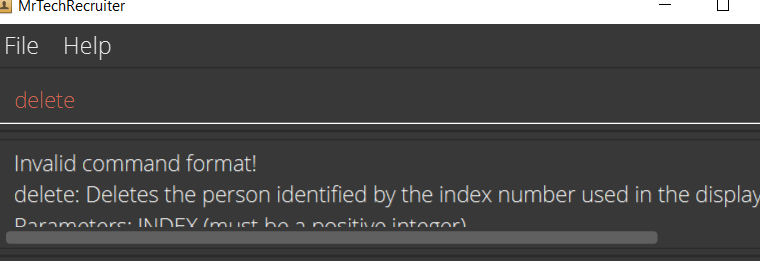 MrTechRecruiter
File Help
delete
Invalid command format!
delete: Deletes the person identified by the index number used in the display
Parameters: INDEX (must be a positive integer)